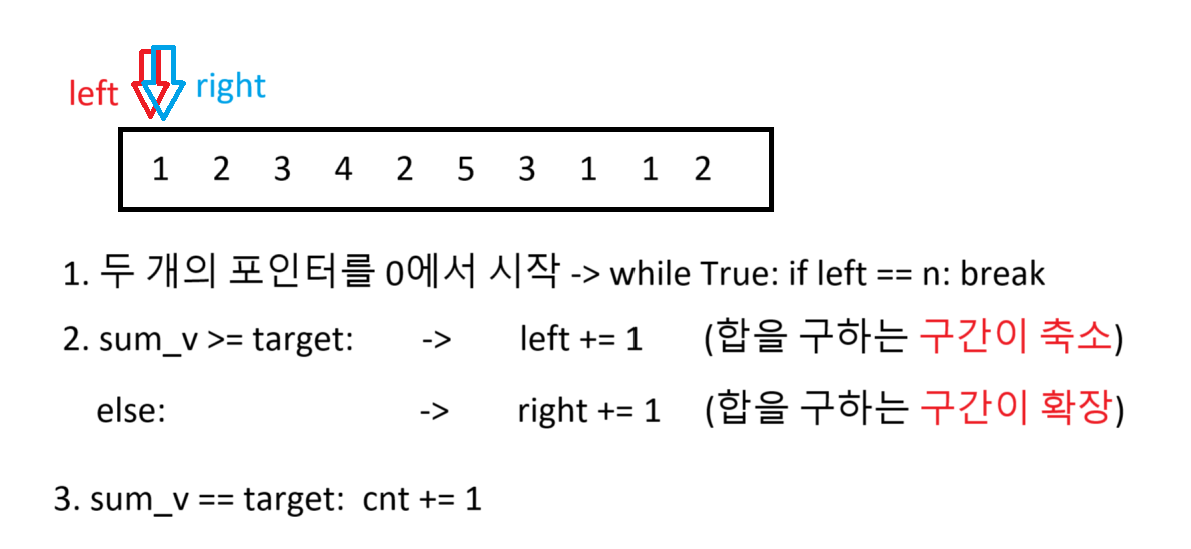 left right
1 2 3 4 2 5 3 1 1 2
1. 두 개의 포인터를 0에서 시작 -> while True: if left == n: break
2. sum_v >= target: -> left += 1 (합을 구하는 구간이 축소)
else: -> right += 1 (합을 구하는 구간이 확장)
3. sum_v == target: cnt += 1